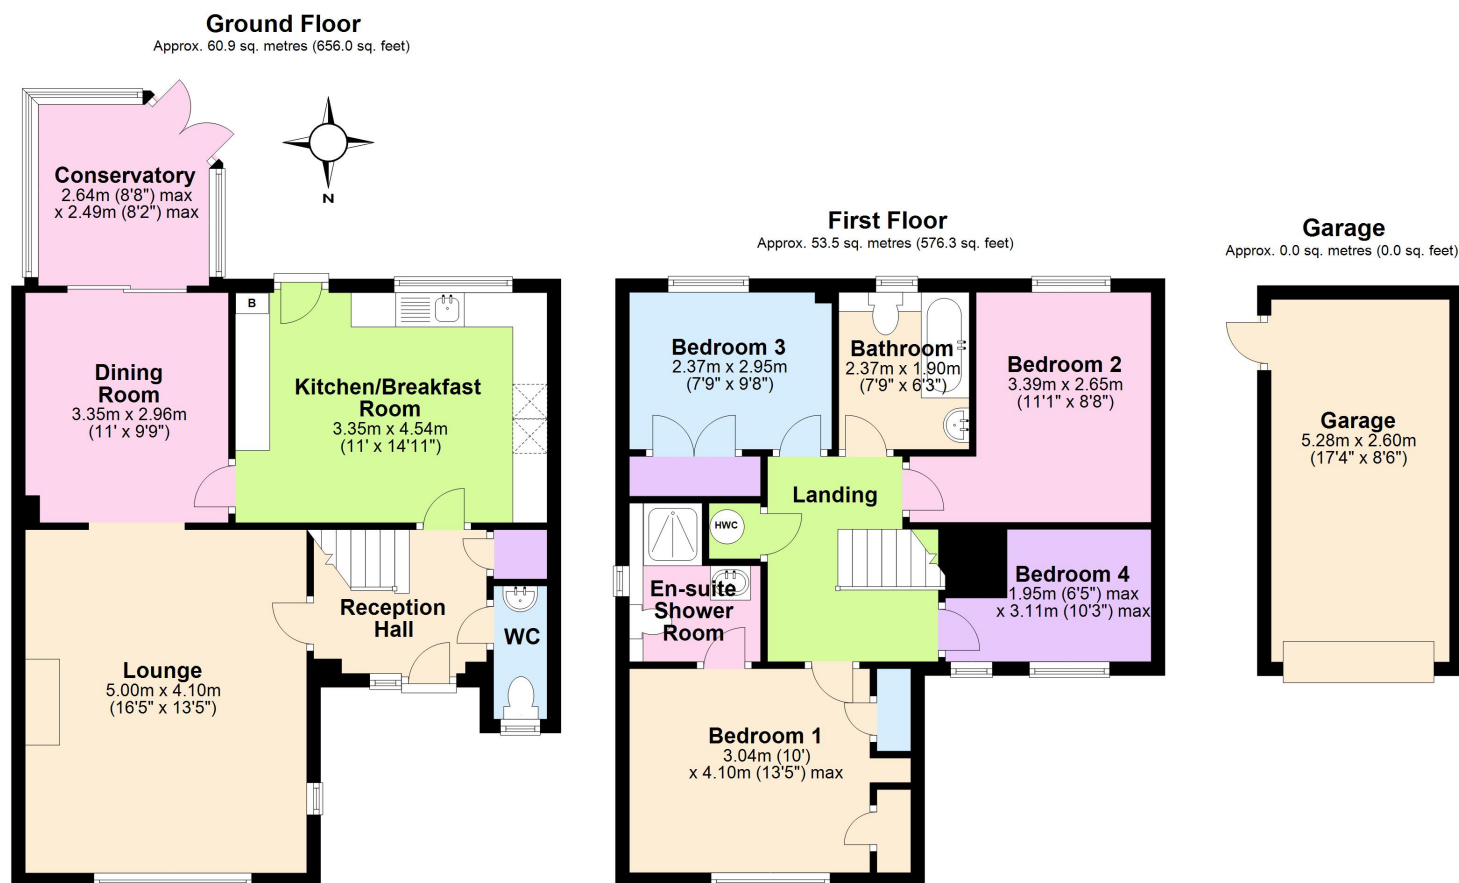 Ground Floor
Approx. 60.9 sq. metres (656.0 sq. feet)
Conservatory
2.64m (8'8") max
x 2.49m (8'2") max
N
B
Dining
Room
3.35m x 2.96m
(11' x 9'9")
Kitchen/Breakfast
Room
3.35m x 4.54m
(11' x 14'11")
Reception
Hall
WC
Lounge
5.00m x 4.10m
(16'5" x 13'5")
First Floor
Approx. 53.5 sq. metres (576.3 sq. feet)
Bedroom 3
2.37m x 2.95m
(7'9" x 9'8")
Bathroom
2.37m x 1.90m
(7'9" x 6'3")
Bedroom 2
3.39m x 2.65m
(11'1" x 8'8")
Landing
HWC
En-suite
Shower
Room
Bedroom 4
1.95m (6'5") max
x 3.11m (10'3") max
Bedroom 1
3.04m (10')
x 4.10m (13'5") max
Garage
Approx. 0.0 sq. metres (0.0 sq. feet)
Garage
5.28m x 2.60m
(17'4" x 8'6")